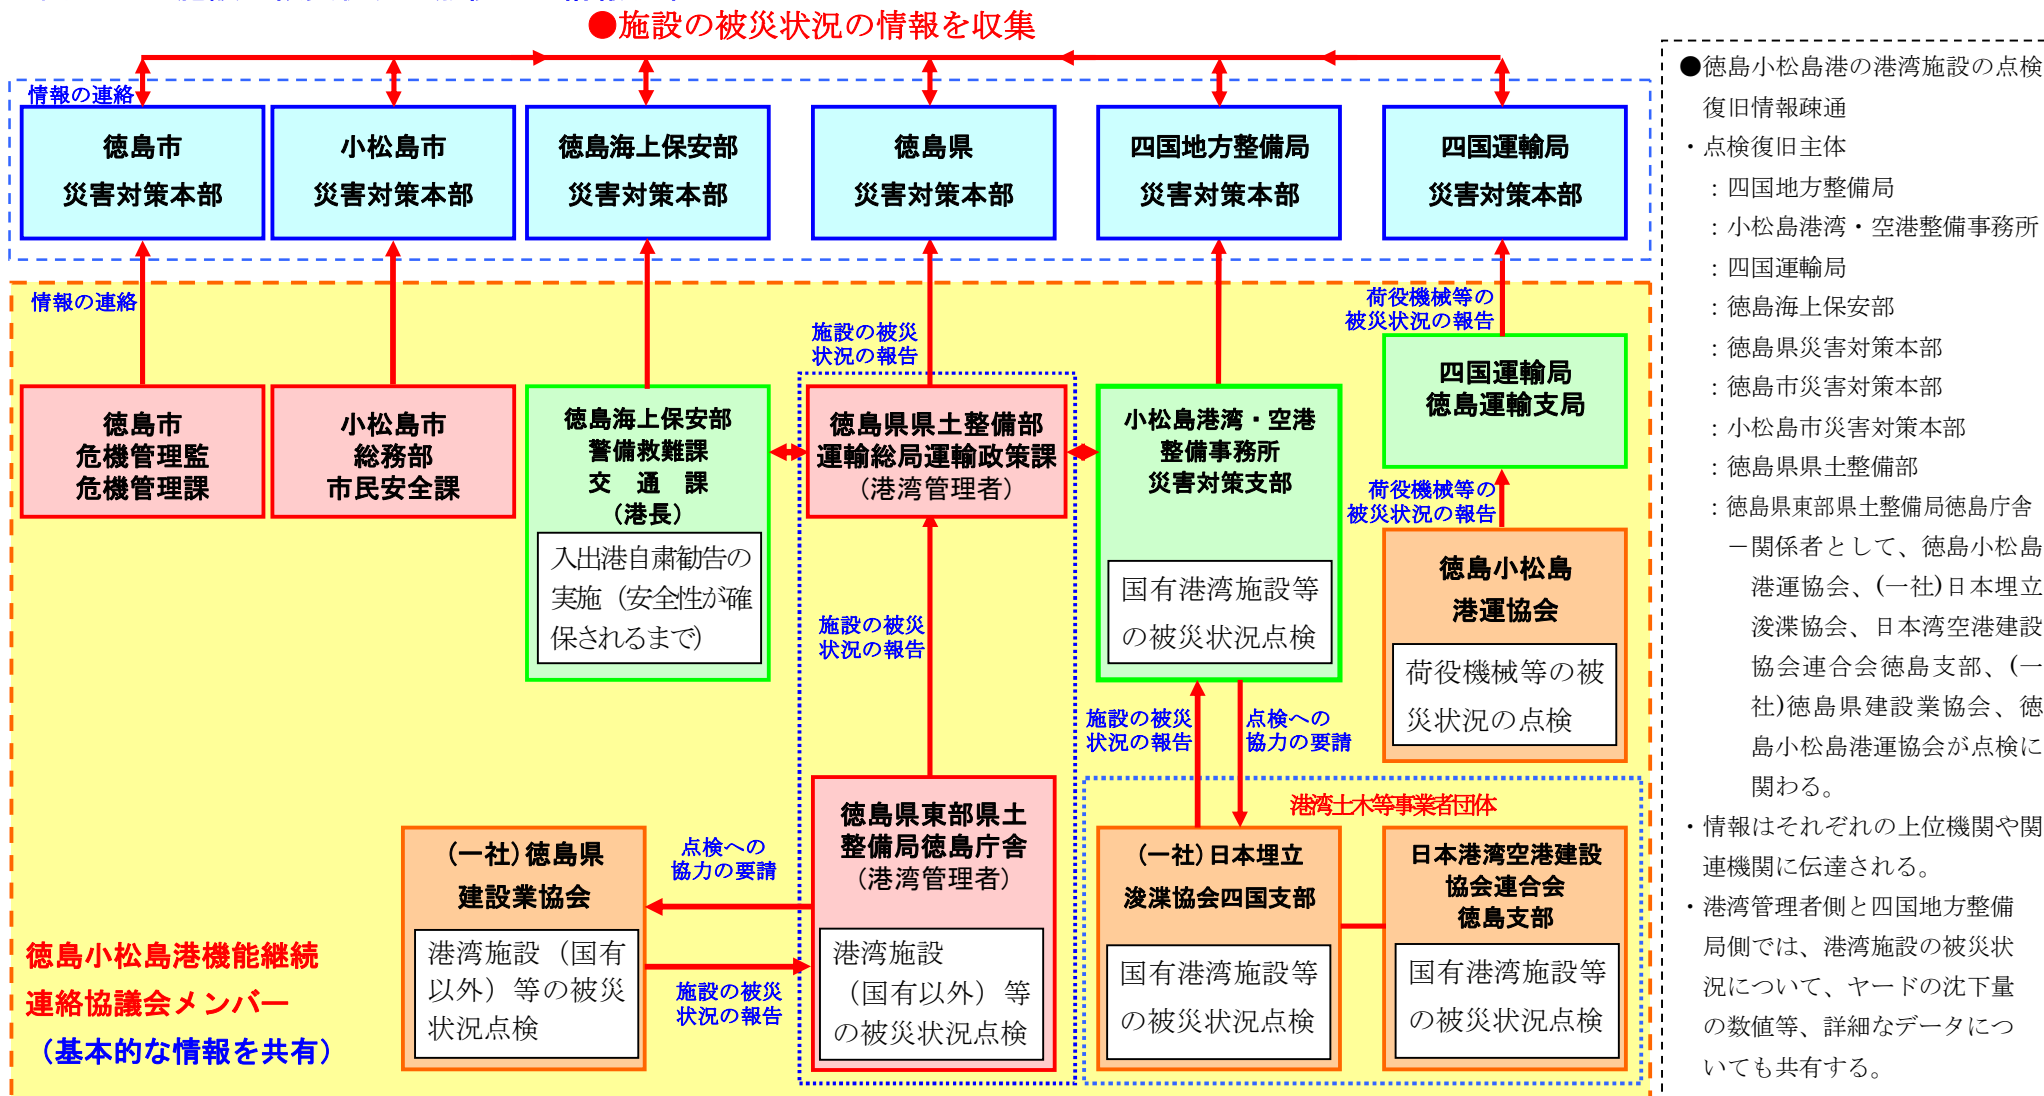 ●施設の被災状況の情報を収集
情報の連絡
徳島市
災害対策本部
小松島市
災害対策本部
徳島海上保安部
災害対策本部
徳島県
災害対策本部
四国地方整備局
災害対策本部
四国運輸局
災害対策本部
情報の連絡
施設の被災
状況の報告
荷役機械等の
被災状況の報告
四国運輸局
徳島運輸支局
徳島市
危機管理監
危機管理課
小松島市
総務部
市民安全課
徳島海上保安部
警備救難課
交 通 課
（港長）
入出港自粛勧告の
実施（安全性が確
保されるまで）
徳島県県土整備部
運輸総局運輸政策課
（港湾管理者）
小松島港湾・空港
整備事務所
災害対策支部
国有港湾施設等
の被災状況点検
荷役機械等の
被災状況の報告
徳島小松島
港運協会
荷役機械等の被
災状況の点検
施設の被災
状況の報告
施設の被災
状況の報告
点検への
協力の要請
港湾土木等事業者団体
（一社）徳島県
建設業協会
港湾施設（国有
以外）等の被災
状況点検
点検への
協力の要請
施設の被災
状況の報告
徳島県東部県土
整備局徳島庁舎
（港湾管理者）
港湾施設
（国有以外）等
の被災状況点検
（一社）日本埋立
浚渫協会四国支部
国有港湾施設等
の被災状況点検
日本港湾空港建設
協会連合会
徳島支部
国有港湾施設等
の被災状況点検
徳島小松島港機能継続
連絡協議会メンバー
（基本的な情報を共有）
●徳島小松島港の港湾施設の点検
復旧情報疎通
・点検復旧主体
：四国地方整備局
：小松島港湾・空港整備事務所
：四国運輸局
：徳島海上保安部
：徳島県災害対策本部
：徳島市災害対策本部
：小松島市災害対策本部
：徳島県県土整備部
：徳島県東部県土整備局徳島庁舎
－関係者として、徳島小松島
港運協会、(一社)日本埋立
浚渫協会、日本湾空港建設
協会連合会徳島支部、(一
社)徳島県建設業協会、徳
島小松島港運協会が点検に
関わる。
・情報はそれぞれの上位機関や関
連機関に伝達される。
・港湾管理者側と四国地方整備
局側では、港湾施設の被災状
況について、ヤードの沈下量
の数値等、詳細なデータにつ
いても共有する。